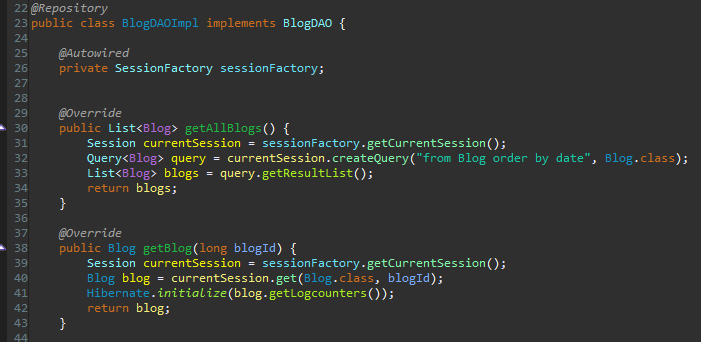 22 @Repository
23 public class BlogDAOImpl implements BlogDAO {
24
25     @Autowired
26     private SessionFactory sessionFactory;
27
28
29     @Override
30     public List<Blog> getAllBlogs() {
31         Session currentSession = sessionFactory.getCurrentSession();
32         Query<Blog> query = currentSession.createQuery("from Blog order by date", Blog.class);
33         List<Blog> blogs = query.getResultList();
34         return blogs;
35     }
36
37     @Override
38     public Blog getBlog(long blogId) {
39         Session currentSession = sessionFactory.getCurrentSession();
40         Blog blog = currentSession.get(Blog.class, blogId);
41         Hibernate.initialize(blog.getLogcounters());
42         return blog;
43     }
44